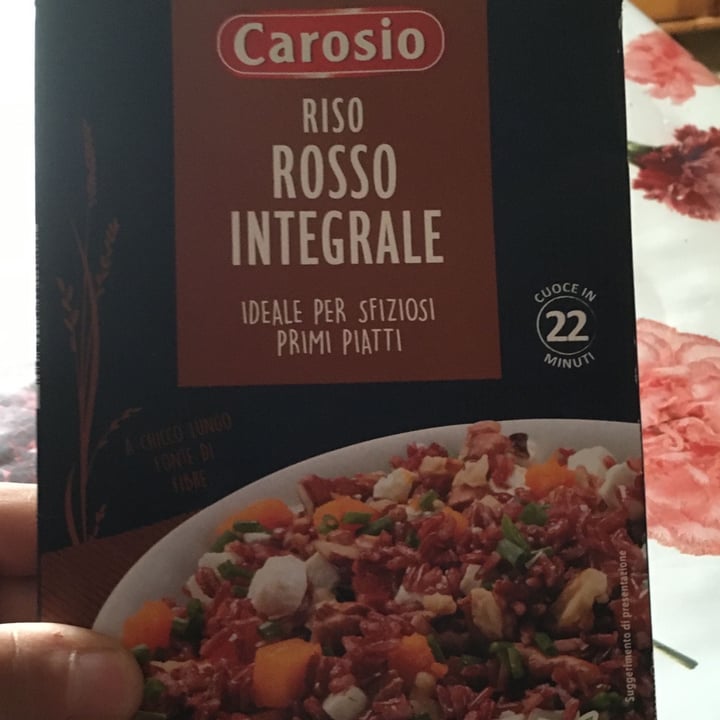 Carosio
RISO
ROSSO
INTEGRALE
IDEALE PER SFIZIOSI
PRIMI PIATTI
CUOCE IN
22
MINUTI
A CHICCO LUNGO
FONTE DI
FIBRE
Suggerimento di presentazione